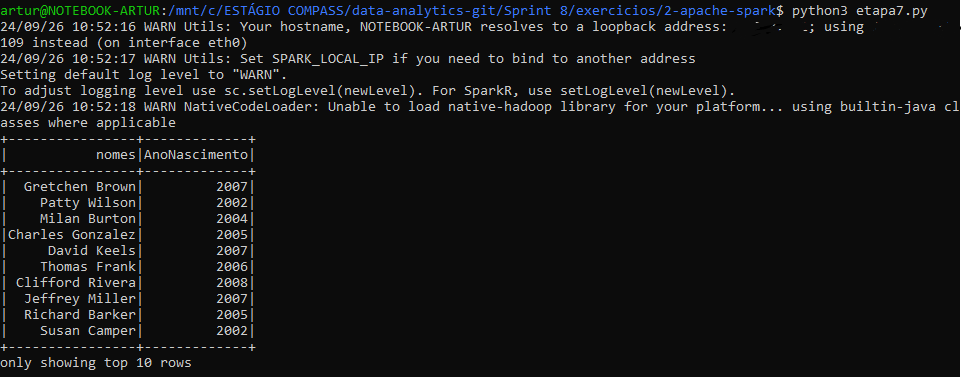 artur@NOTEBOOK-ARTUR:/mnt/c/ESTÁGIO COMPASS/data-analytics-git/Sprint 8/exercicios/2-apache-spark$ python3 etapa7.py
24/09/26 10:52:16 WARN Utils: Your hostname, NOTEBOOK-ARTUR resolves to a loopback address: ; using
109 instead (on interface eth0)
24/09/26 10:52:17 WARN Utils: Set SPARK_LOCAL_IP if you need to bind to another address
Setting default log level to "WARN".
To adjust logging level use sc.setLogLevel(newLevel). For SparkR, use setLogLevel(newLevel).
24/09/26 10:52:18 WARN NativeCodeLoader: Unable to load native-hadoop library for your platform... using builtin-java cl
asses where applicable
+----------------+-------------+
|           nomes|AnoNascimento|
+----------------+-------------+
|  Gretchen Brown|         2007|
|    Patty Wilson|         2002|
|    Milan Burton|         2004|
|Charles Gonzalez|         2005|
|     David Keels|         2007|
|    Thomas Frank|         2006|
| Clifford Rivera|         2008|
|  Jeffrey Miller|         2007|
|  Richard Barker|         2005|
|    Susan Camper|         2002|
+----------------+-------------+
only showing top 10 rows